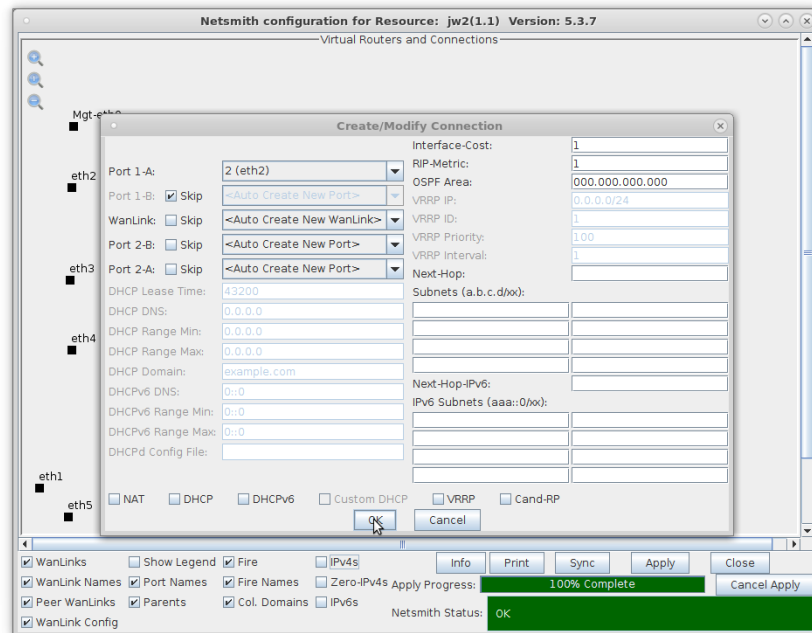 Netsmith configuration for Resource: jw2(1.1) Version: 5.3.7
Virtual Routers and Connections
eth2
eth3
eth4
eth1
eth5
Create/Modify Connection
Port 1-A: 2 (eth2)
Port 1-B: Skip <Auto Create New Port>
WanLink: Skip <Auto Create New WanLink>
Port 2-B: Skip <Auto Create New Port>
Port 2-A: Skip <Auto Create New Port>
DHCP Lease Time: 43200
DHCP DNS: 0.0.0.0
DHCP Range Min: 0.0.0.0
DHCP Range Max: 0.0.0.0
DHCP Domain: example.com
DHCPv6 DNS: 0::0
DHCPv6 Range Min: 0::0
DHCPv6 Range Max: 0::0
DHCPd Config File:
Interface-Cost: 1
RIP-Metric: 1
OSPF Area: 000.000.000.000
VRRP IP: 0.0.0.0/24
VRRP ID: 1
VRRP Priority: 100
VRRP Interval: 1
Next-Hop:
Subnets (a.b.c.d/xx):
Next-Hop-IPv6:
IPv6 Subnets (aaa::0/xx):
NAT DHCP DHCPv6 Custom DHCP VRRP Cand-RP
OK Cancel
WanLinks Show Legend Fire IPv4s Info Print Sync Apply Close
WanLink Names Port Names Fire Names Zero-IPv4s Apply Progress: 100% Complete Cancel Apply
Peer WanLinks Parents Col. Domains IPv6s Netsmith Status: OK
WanLink Config